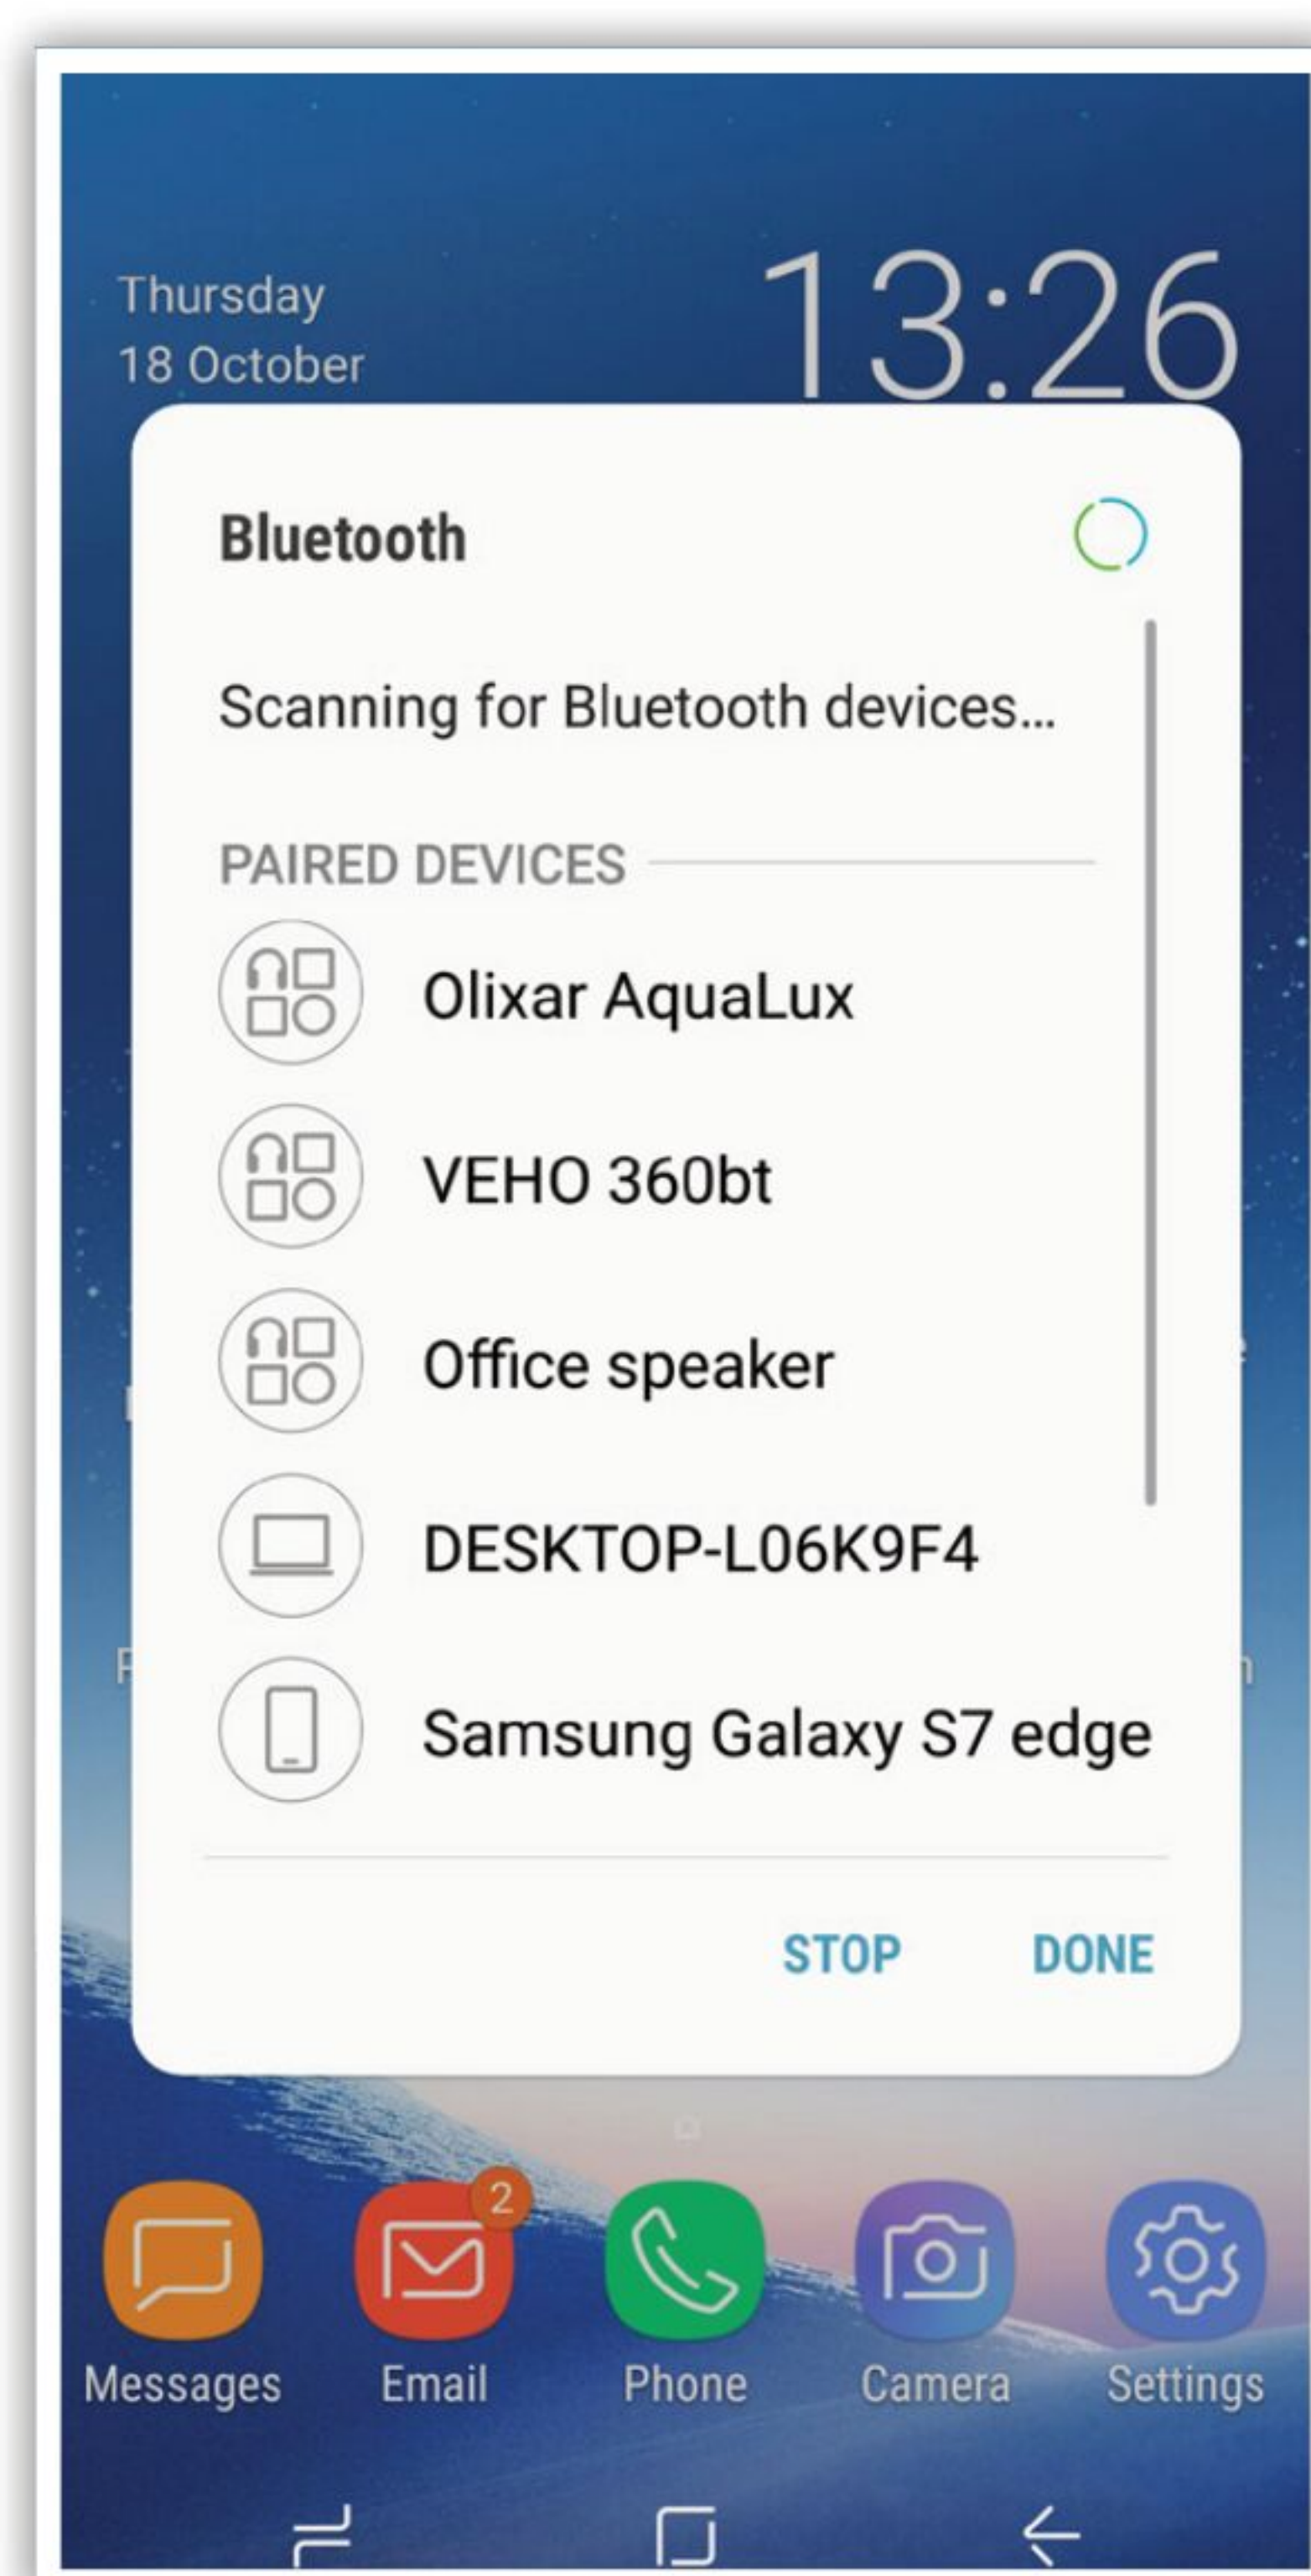 Thursday
18 October
13:26
Bluetooth
Scanning for Bluetooth devices...
PAIRED DEVICES
Olixar AquaLux
VEHO 360bt
Office speaker
DESKTOP-L06K9F4
Samsung Galaxy S7 edge
STOP DONE
2
Messages Email Phone Camera Settings